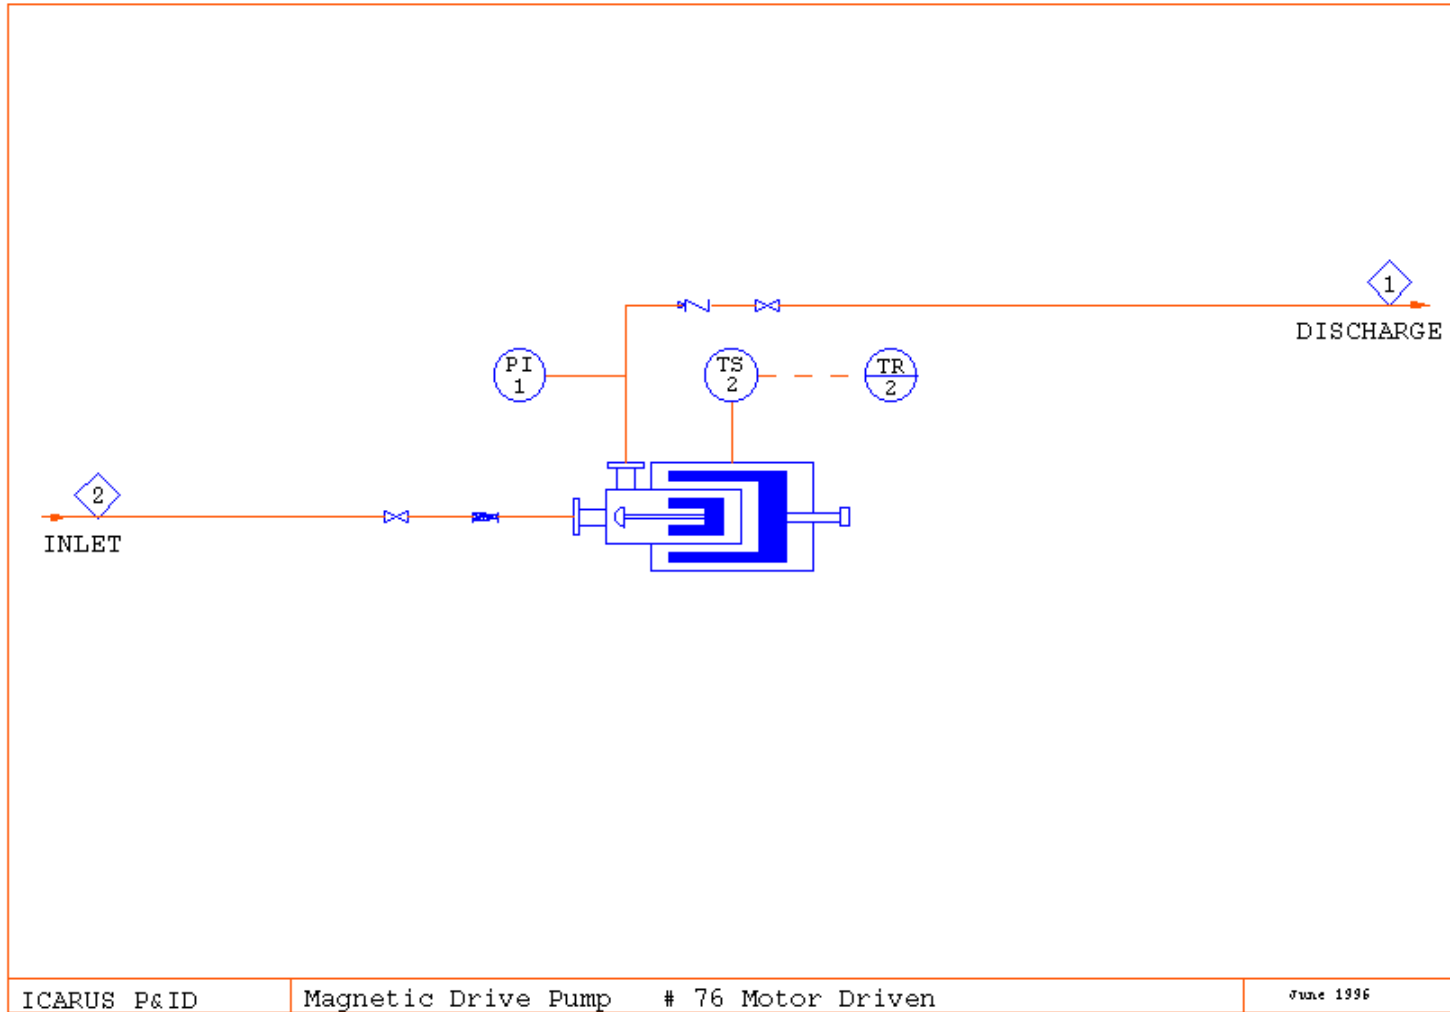 1
DISCHARGE
PI
1
TS
2
TR
2
2
INLET
ICARUS P&ID
Magnetic Drive Pump # 76 Motor Driven
June 1996